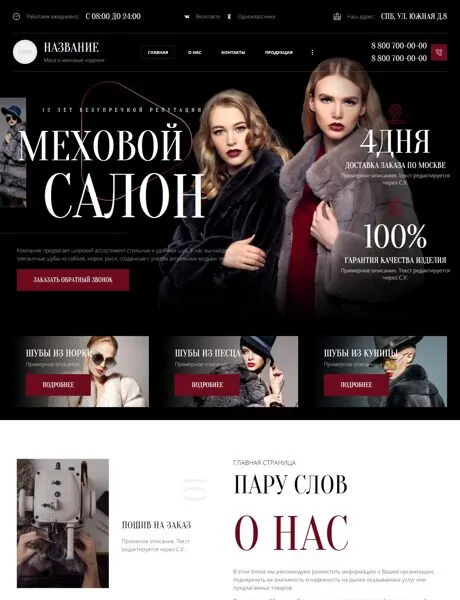 Работаем ежедневно:
С 08:00 ДО 24:00
Вконтакте
Одноклассники
Наш адрес:
СПБ, УЛ. ЮЖНАЯ Д.8
НАЗВАНИЕ
Меха и меховые изделия
ГЛАВНАЯ
О НАС
КОНТАКТЫ
ПРОДУКЦИЯ
8 800 700-00-00
8 800 700-00-00
12 ЛЕТ БЕЗУПРЕЧНОЙ РЕПУТАЦИИ
МЕХОВОЙ
САЛОН
4ДНЯ
ДОСТАВКА ЗАКАЗА ПО МОСКВЕ
Примерное описание. Текст редактируется
через С.У.
100%
ГАРАНТИЯ КАЧЕСТВА ИЗДЕЛИЯ
Примерное описание. Текст редактируется
через С.У.
Компания предлагает широкий ассортимент стильных и удобных шуб. У нас вы найд
элегантные шубы из соболя, норки, рыси, созданные с учетом актуальных модных
ЗАКАЗАТЬ ОБРАТНЫЙ ЗВОНОК
ШУБЫ ИЗ НОРКИ
Примерное описание
ПОДРОБНЕЕ
ШУБЫ ИЗ ПЕСЦА
Примерное описание
ПОДРОБНЕЕ
ШУБЫ ИЗ КУНИЦЫ
Примерное описание
ПОДРОБНЕЕ
01
ПОШИВ НА ЗАКАЗ
Примерное описание. Текст
редактируется через С.У.
ГЛАВНАЯ СТРАНИЦА
ПАРУ СЛОВ
О НАС
В этом блоке мы рекомендуем разместить информацию о Вашей организации,
подчеркнуть ее значимость и надежность на рынке оказываемых услуг или
предлагаемых товаров.